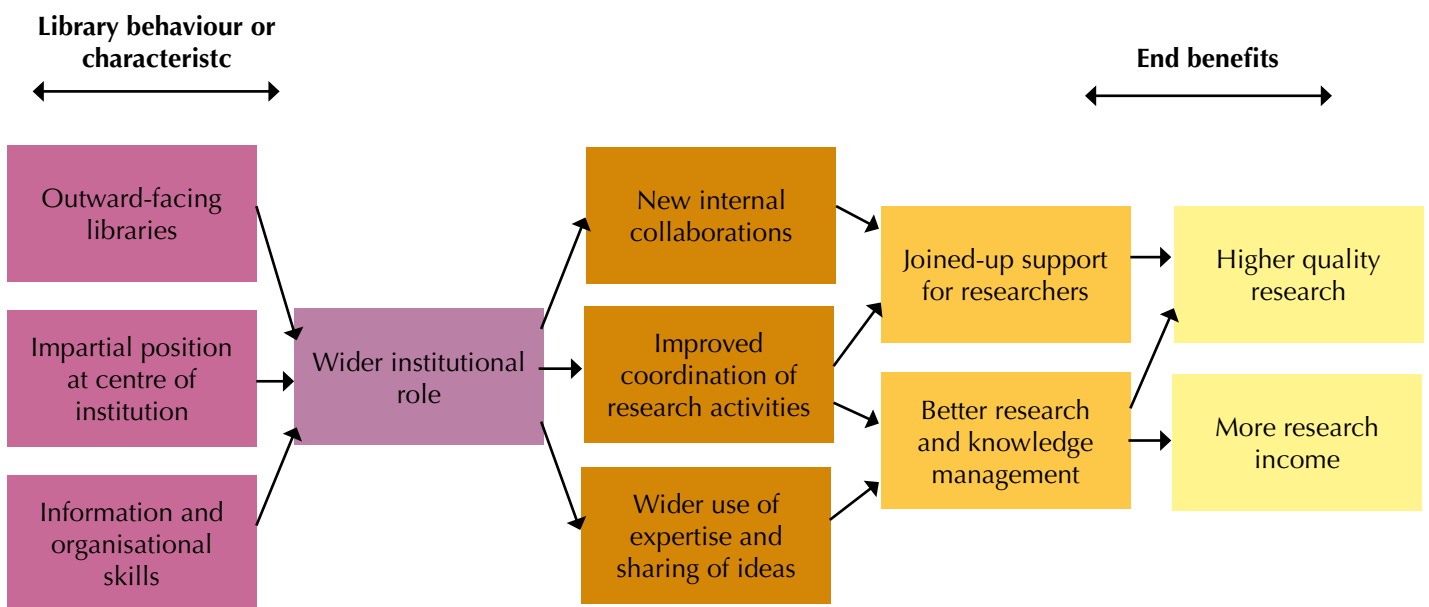 Library behaviour or
characteristc
End benefits
Outward-facing
libraries
Impartial position
at centre of
institution
Information and
organisational
skills
Wider institutional
role
New internal
collaborations
Improved
coordination of
research activities
Wider use of
expertise and
sharing of ideas
Joined-up support
for researchers
Better research
and knowledge
management
Higher quality
research
More research
income